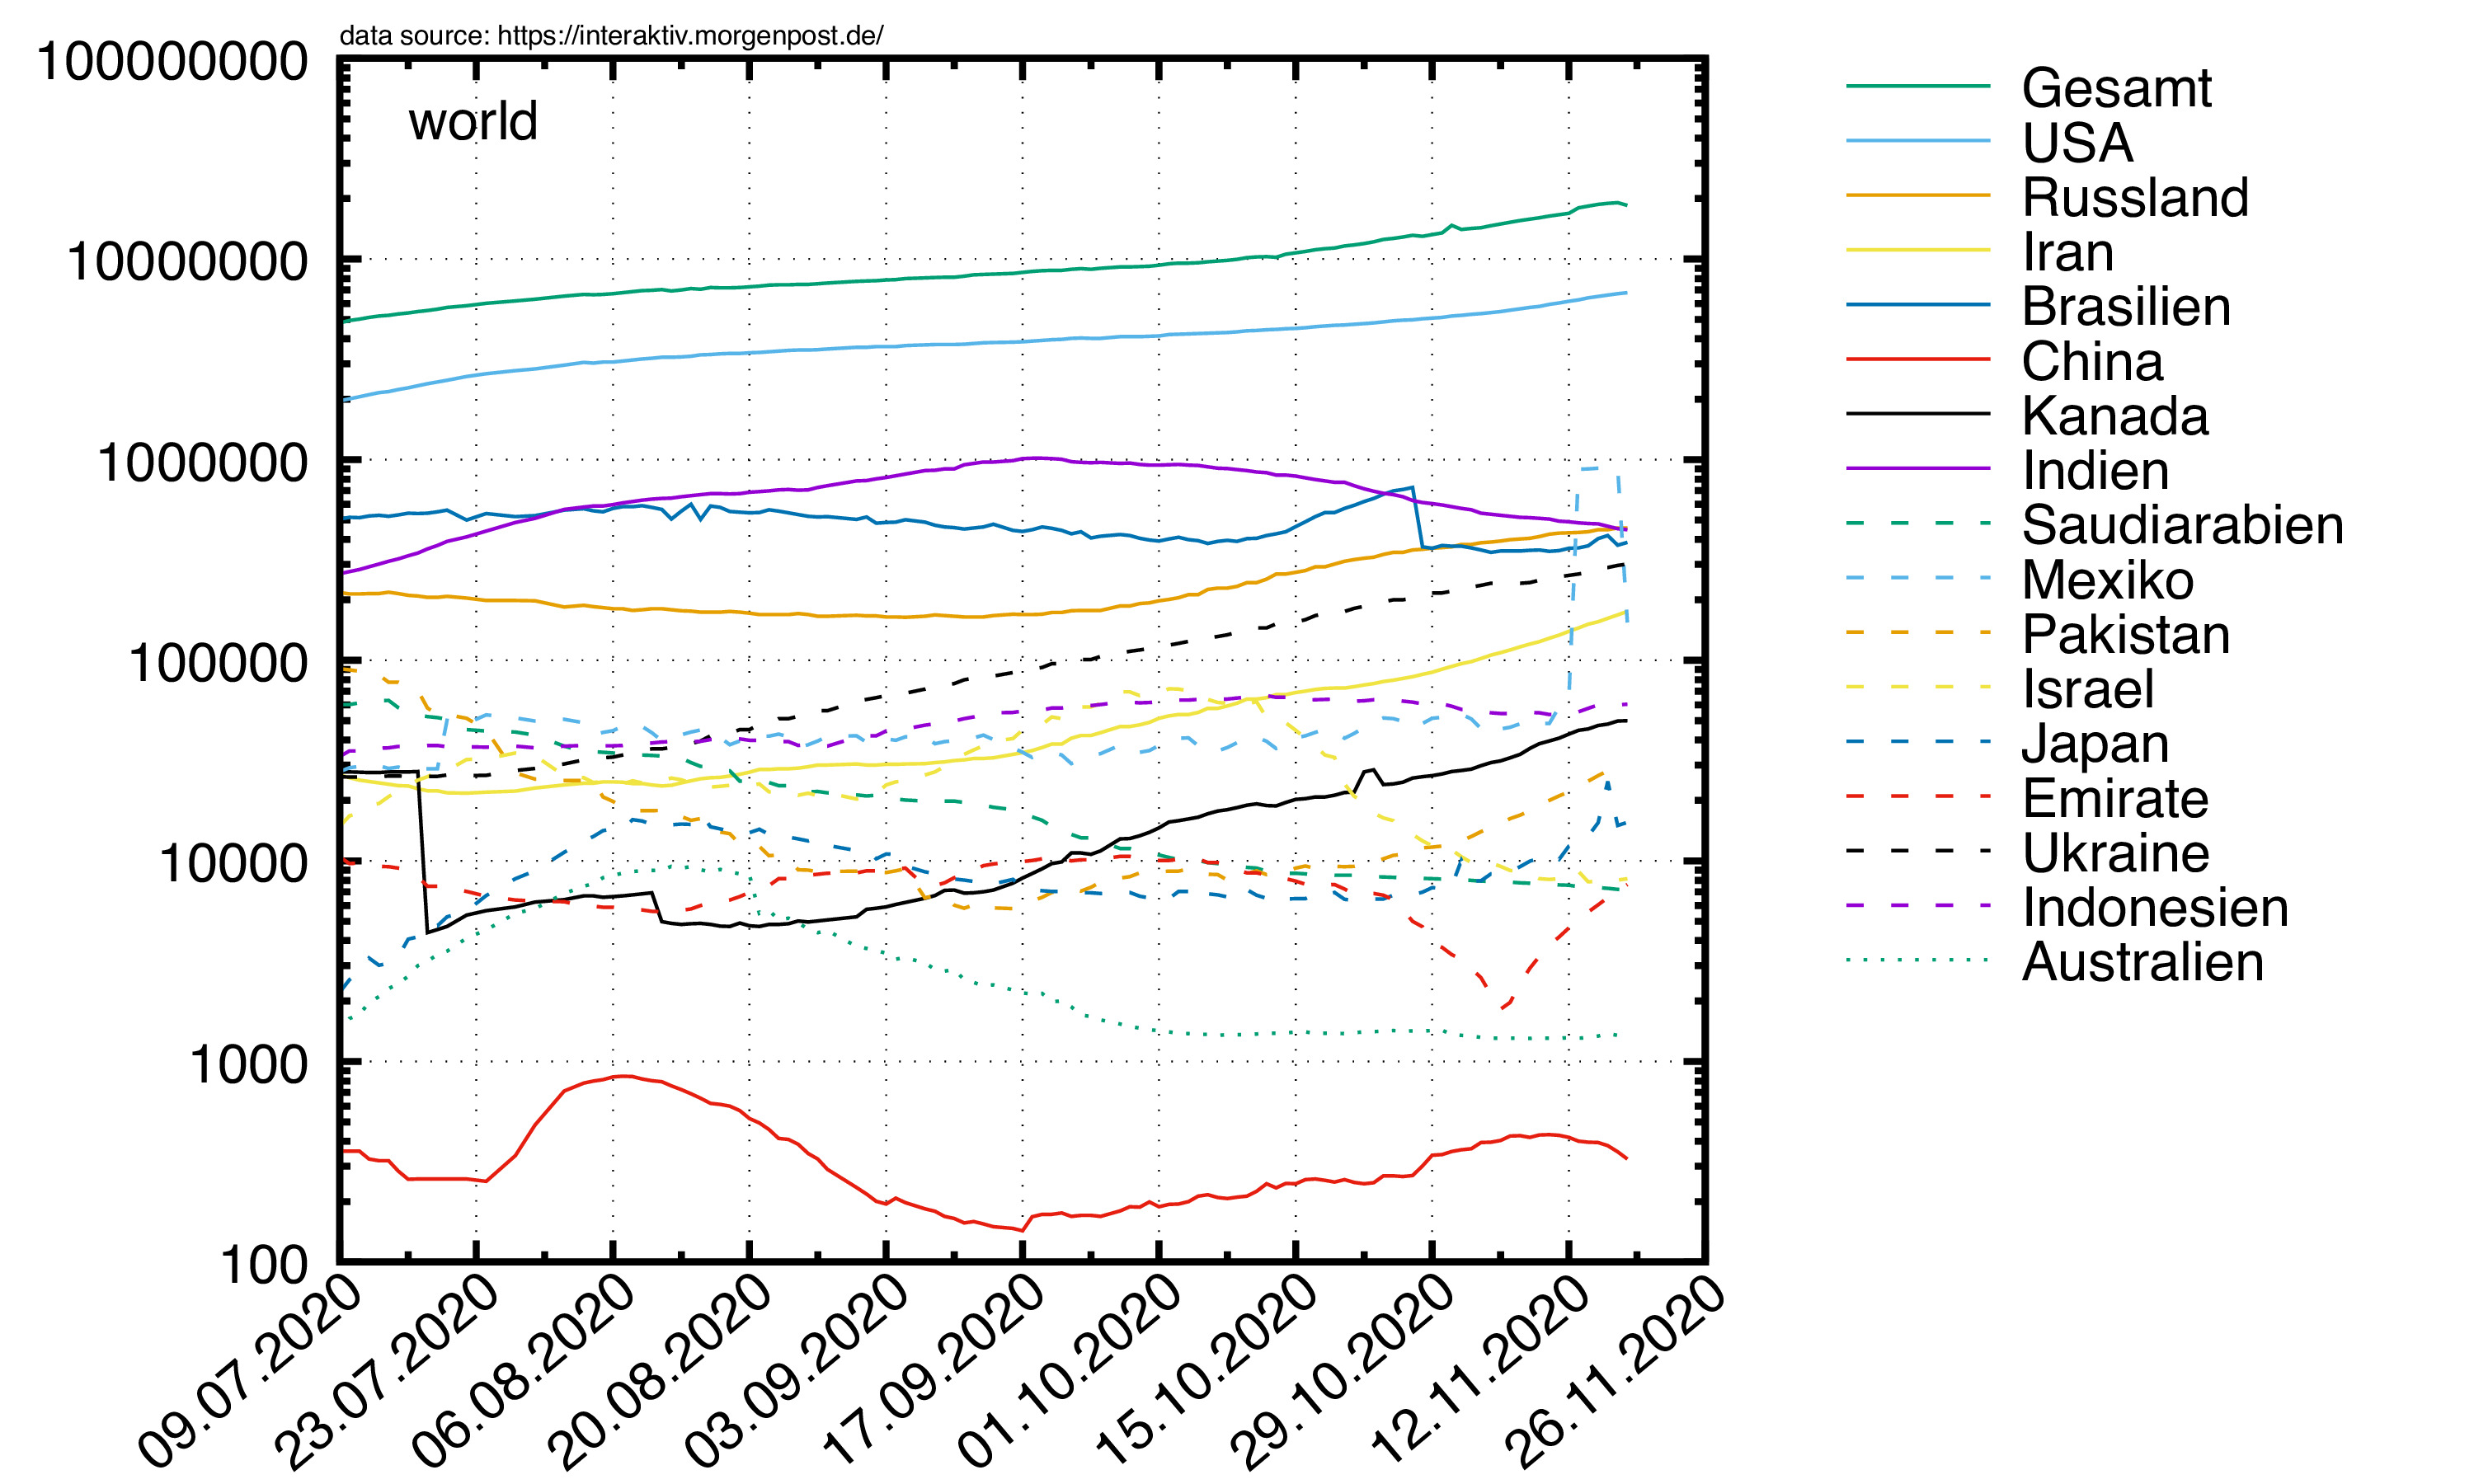 data source: https://interaktiv.morgenpost.de/
world
100000000
10000000
1000000
100000
10000
1000
100
09.07.2020
23.07.2020
06.08.2020
20.08.2020
03.09.2020
17.09.2020
01.10.2020
15.10.2020
29.10.2020
12.11.2020
26.11.2020
Gesamt
USA
Russland
Iran
Brasilien
China
Kanada
Indien
Saudiarabien
Mexiko
Pakistan
Israel
Japan
Emirate
Ukraine
Indonesien
Australien